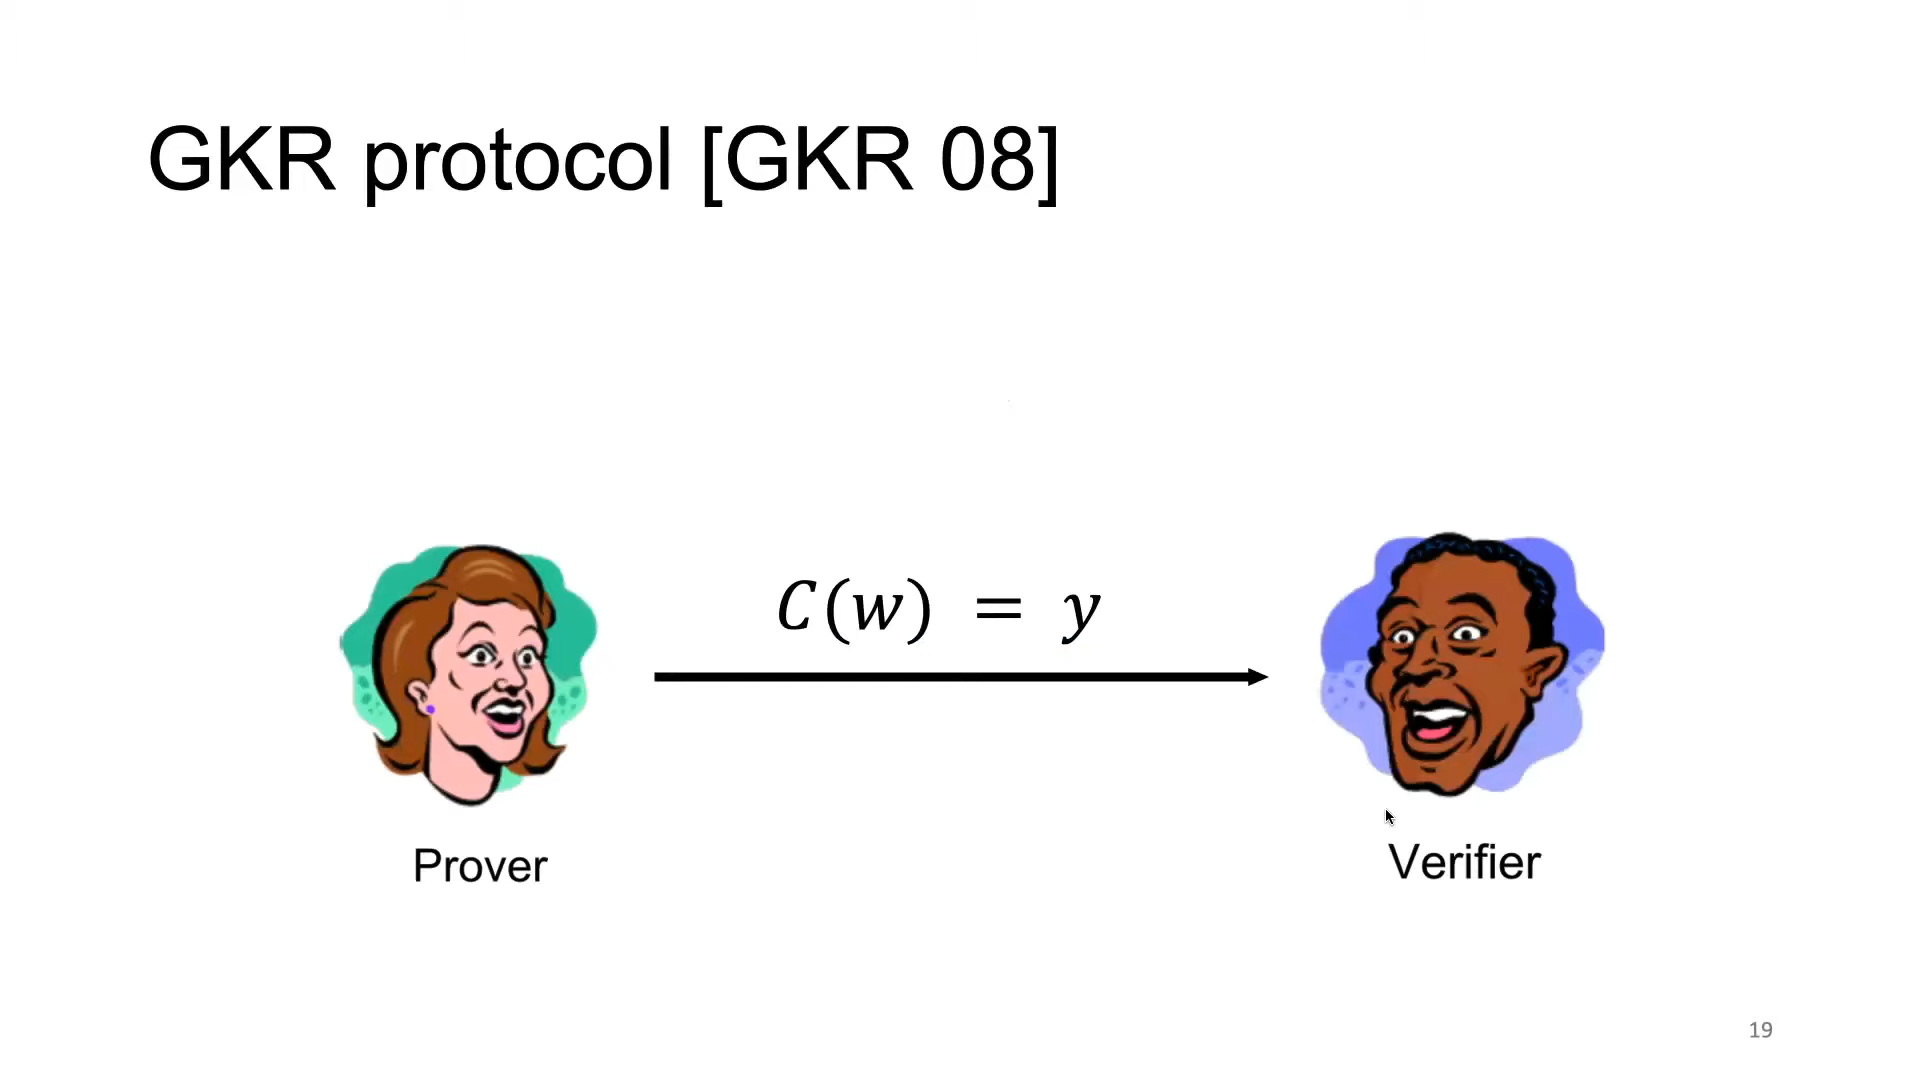 GKR protocol [GKR 08]
C(w) = y
Prover
Verifier
19